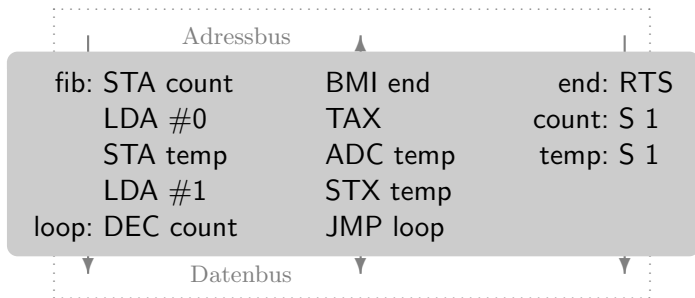 Adressbus
fib: STA count
LDA #0
STA temp
LDA #1
loop: DEC count
BMI end
TAX
ADC temp
STX temp
JMP loop
end: RTS
count: S 1
temp: S 1
Datenbus